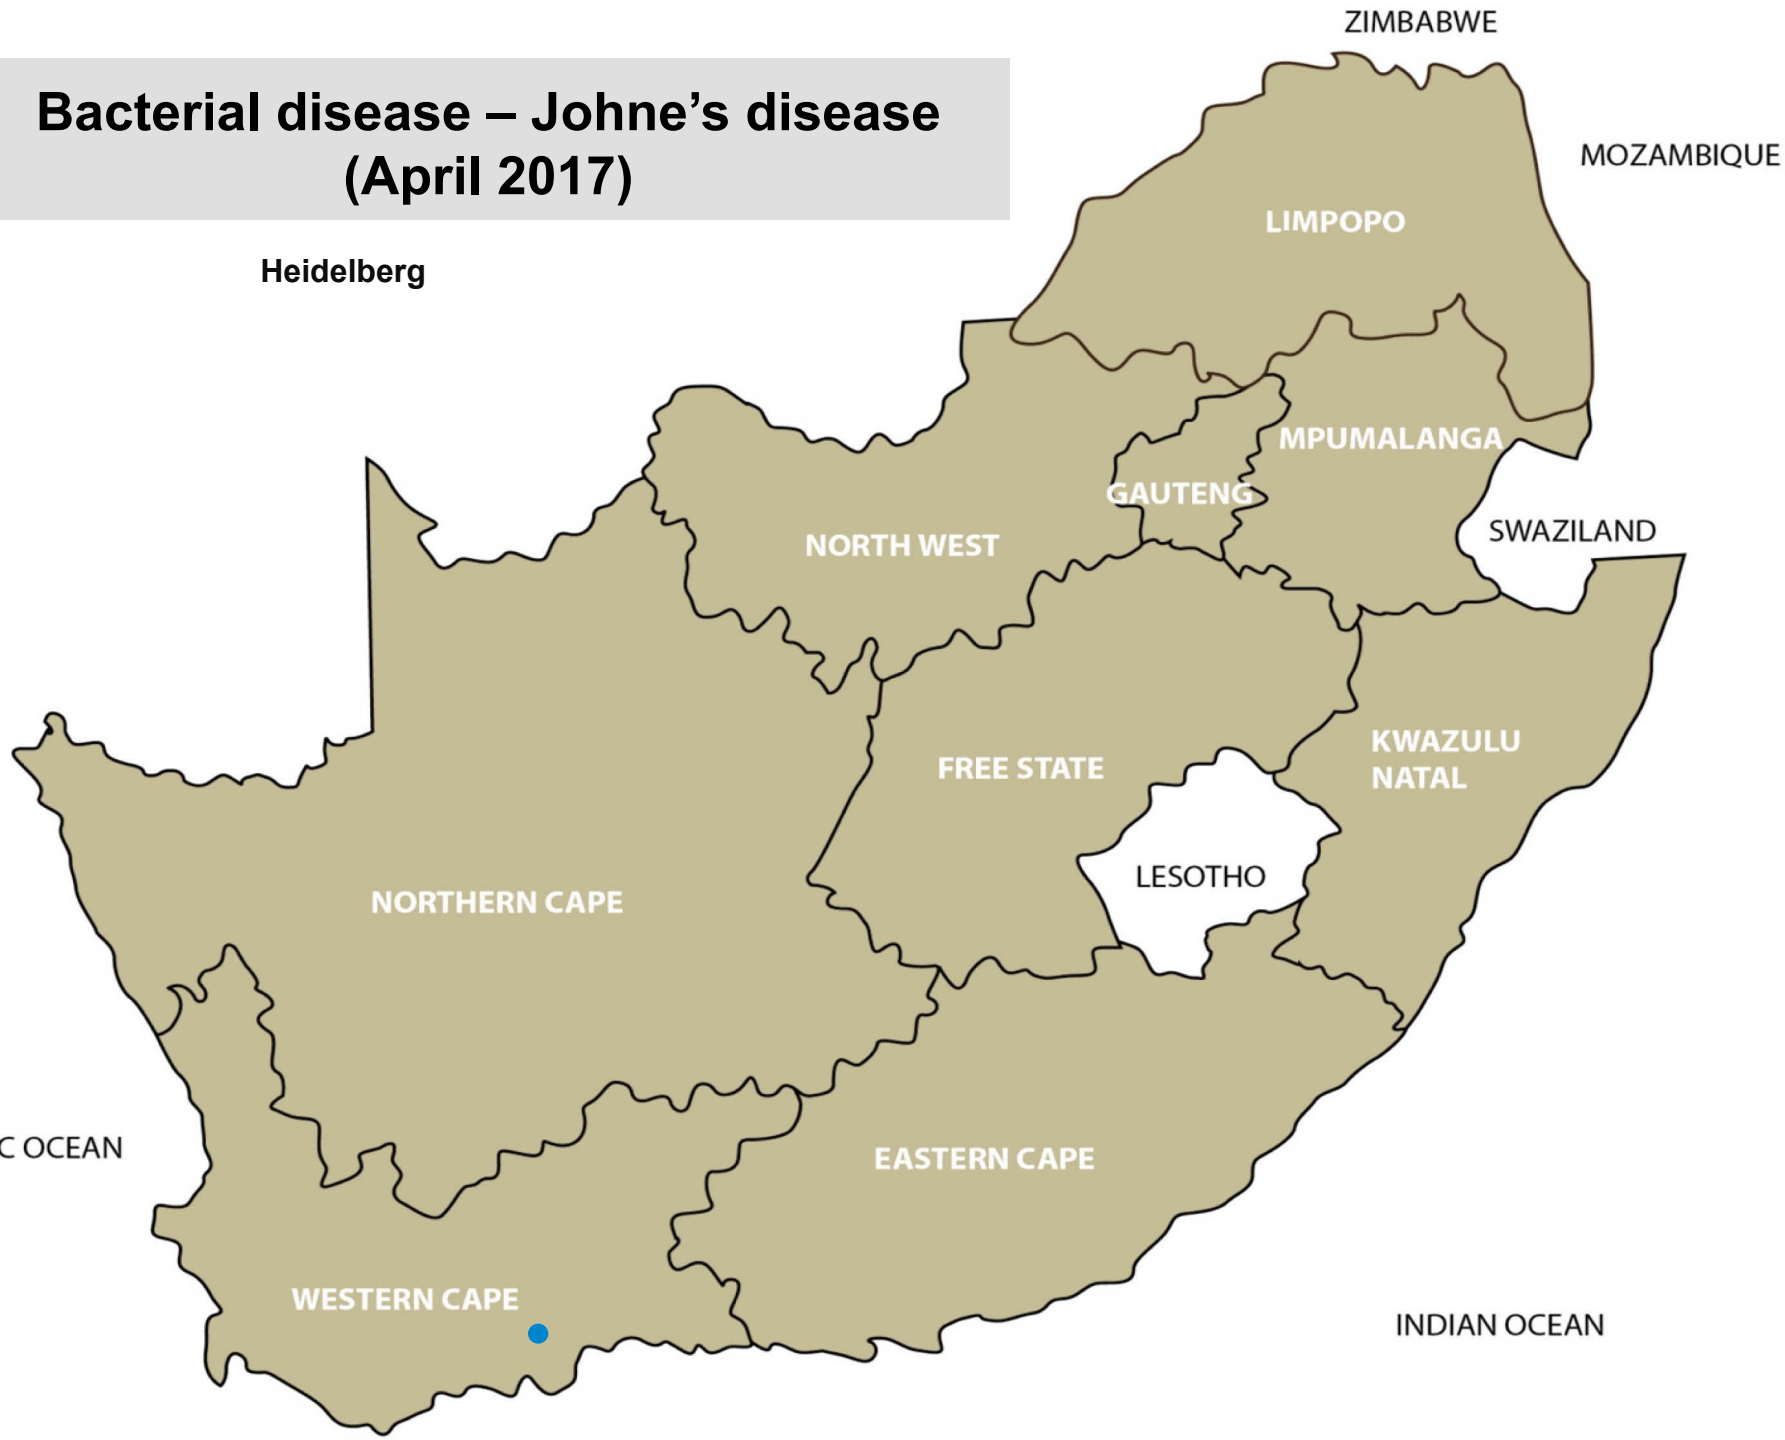 ZIMBABWE
Bacterial disease – Johne’s disease
(April 2017)
MOZAMBIQUE
LIMPOPO
Heidelberg
MPUMALANGA
GAUTENG
SWAZILAND
NORTH WEST
KWAZULU
NATAL
FREE STATE
LESOTHO
NORTHERN CAPE
C OCEAN
EASTERN CAPE
WESTERN CAPE
INDIAN OCEAN